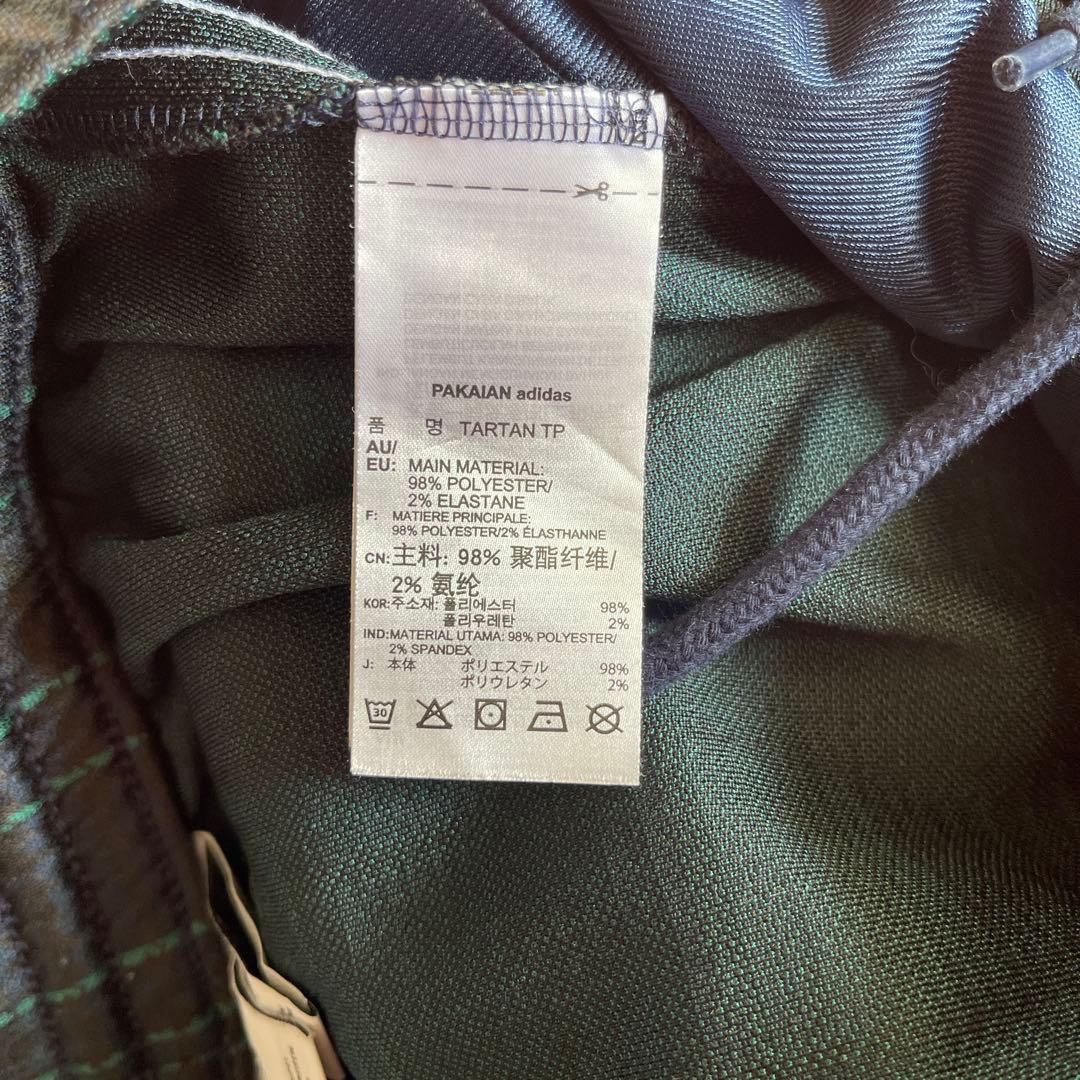 PAKAIAN adidas
품 명 TARTAN TP
AU/
EU: MAIN MATERIAL:
98% POLYESTER/
2% ELASTANE
F: MATIERE PRINCIPALE:
98% POLYESTER/2% ÉLASTHANNE
CN: 主料: 98% 聚酯纤维/
2% 氨纶
KOR: 주소재: 폴리에스터 98%
폴리우레탄 2%
IND: MATERIAL UTAMA: 98% POLYESTER/
2% SPANDEX
J: 本体 ポリエステル 98%
ポリウレタン 2%
30